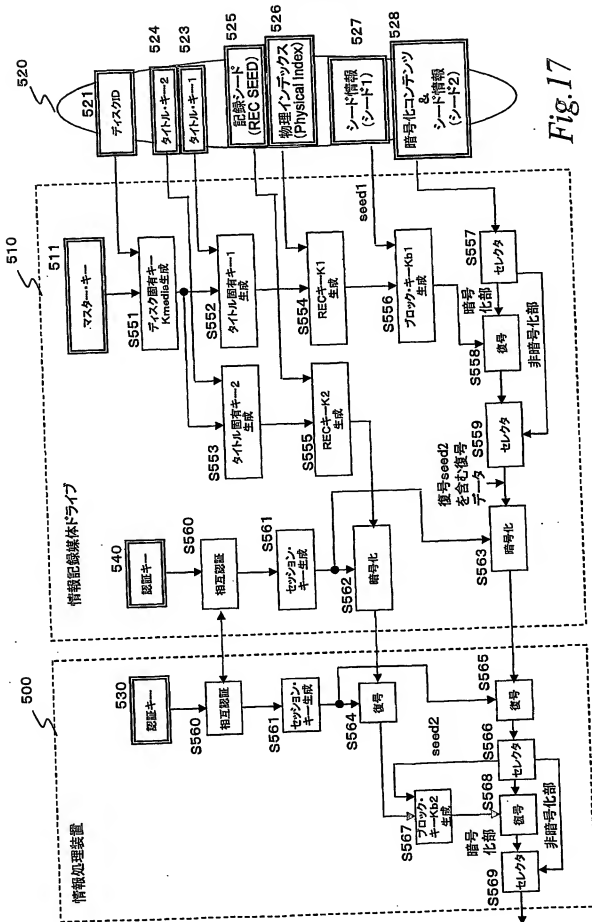 520
521
ディスクID
524
タイトル・キー2
523
タイトル・キー1
525
記録シード
(REC SEED)
526
物理インデックス
(Physical Index)
527
シード情報
(シード1)
528
暗号化コンテンツ
&
シード情報
(シード2)
Fig.17
510
情報記録媒体ドライブ
511
マスター・キー
S551
ディスク固有キー
Kmedia生成
S552
タイトル固有キー1
生成
S553
タイトル固有キー2
生成
S554
RECキーK1
生成
S555
RECキーK2
生成
seed1
S556
ブロック・キーKb1
生成
S557
セレクタ
暗号
化部
S558
復号
非暗号化部
S559
セレクタ
復号seed2
を含む復号
データ
540
認証キー
S560
相互認証
S561
セッション・
キー生成
S562
暗号化
S563
暗号化
500
情報処理装置
530
認証キー
S560
相互認証
S561
セッション・
キー生成
S564
復号
S565
復号
seed2
S566
セレクタ
S567
ブロック・
キーKb2
生成
暗号
化部
S568
復号
非暗号化部
S569
セレクタ